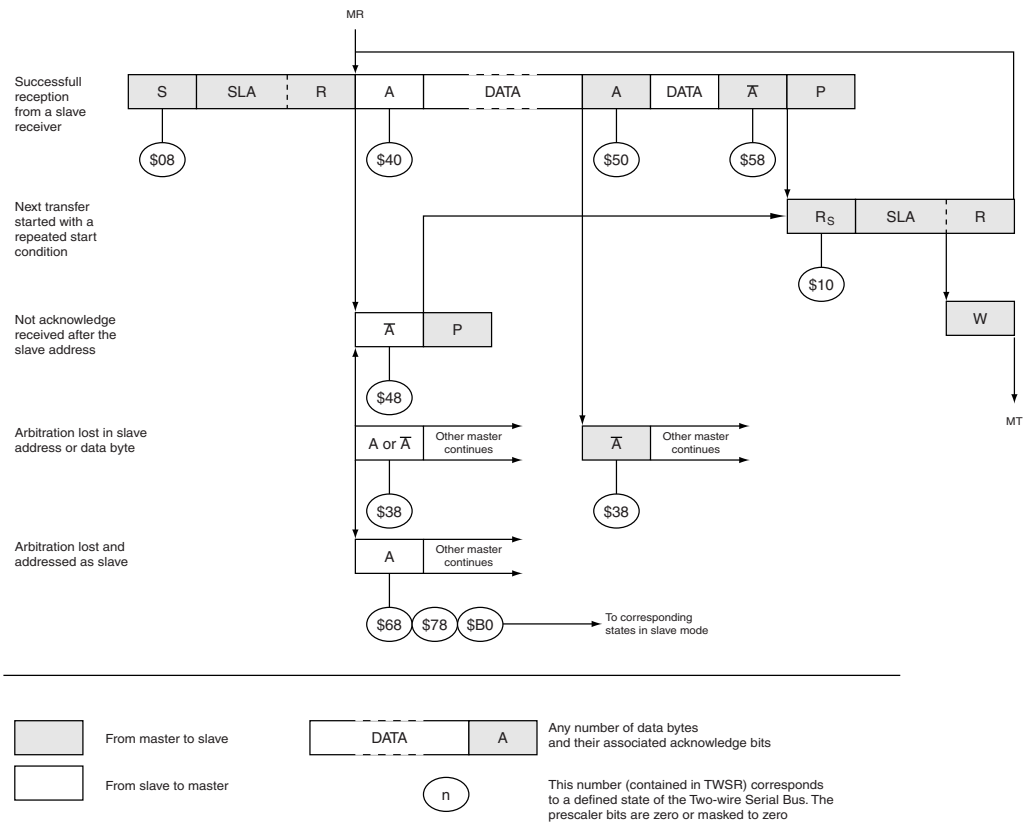 MR
Successfull
reception
from a slave
receiver
S SLA R A DATA A DATA A̅ P
$08 $40 $50 $58
Next transfer
started with a
repeated start
condition
RS SLA R
$10
Not acknowledge
received after the
slave address
A̅ P
W
$48
MT
Arbitration lost in slave
address or data byte
A or A̅ Other master
continues
A̅ Other master
continues
$38 $38
Arbitration lost and
addressed as slave
A Other master
continues
$68 $78 $B0
To corresponding
states in slave mode
From master to slave
DATA A
Any number of data bytes
and their associated acknowledge bits
From slave to master
n
This number (contained in TWSR) corresponds
to a defined state of the Two-wire Serial Bus. The
prescaler bits are zero or masked to zero